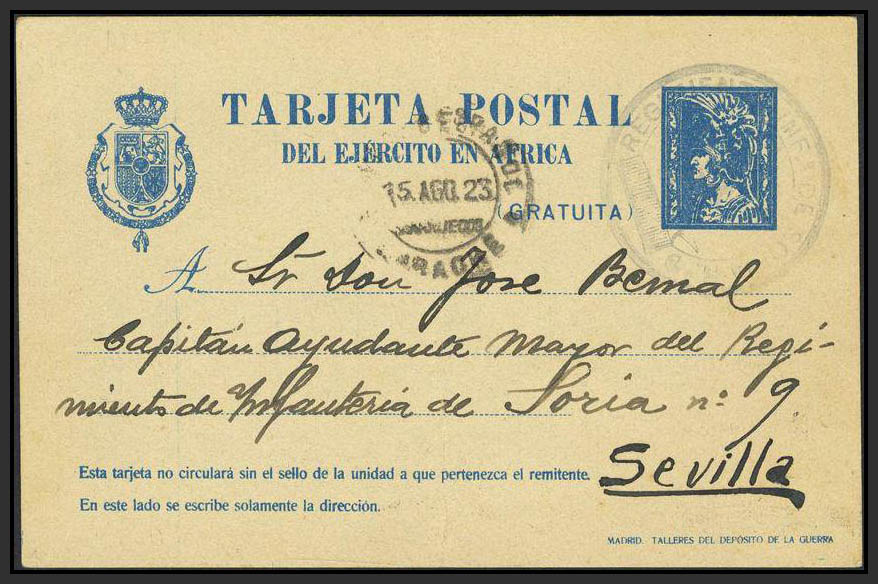 TARJETA POSTAL
DEL EJÉRCITO EN AFRICA
(GRATUITA)
15. AGO. 23
A Sr Don Jose Bernal
Capitán Ayudante Mayor del Regi-
miento de Ynfanteria de Soria nº 9.
Sevilla
Esta tarjeta no circulará sin el sello de la unidad a que pertenezca el remitente.
En este lado se escribe solamente la dirección.
MADRID. TALLERES DEL DEPÓSITO DE LA GUERRA